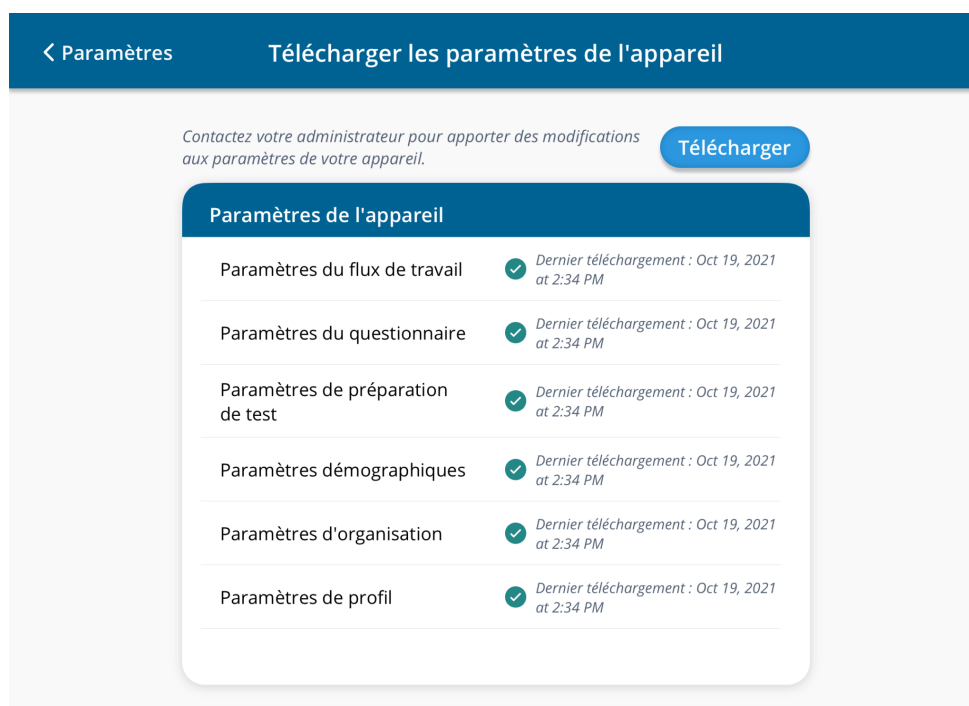 Paramètres
Télécharger les paramètres de l'appareil
Contactez votre administrateur pour apporter des modifications
aux paramètres de votre appareil.
Télécharger
Paramètres de l'appareil
Paramètres du flux de travail
Dernier téléchargement : Oct 19, 2021
at 2:34 PM
Paramètres du questionnaire
Dernier téléchargement : Oct 19, 2021
at 2:34 PM
Paramètres de préparation
de test
Dernier téléchargement : Oct 19, 2021
at 2:34 PM
Paramètres démographiques
Dernier téléchargement : Oct 19, 2021
at 2:34 PM
Paramètres d'organisation
Dernier téléchargement : Oct 19, 2021
at 2:34 PM
Paramètres de profil
Dernier téléchargement : Oct 19, 2021
at 2:34 PM